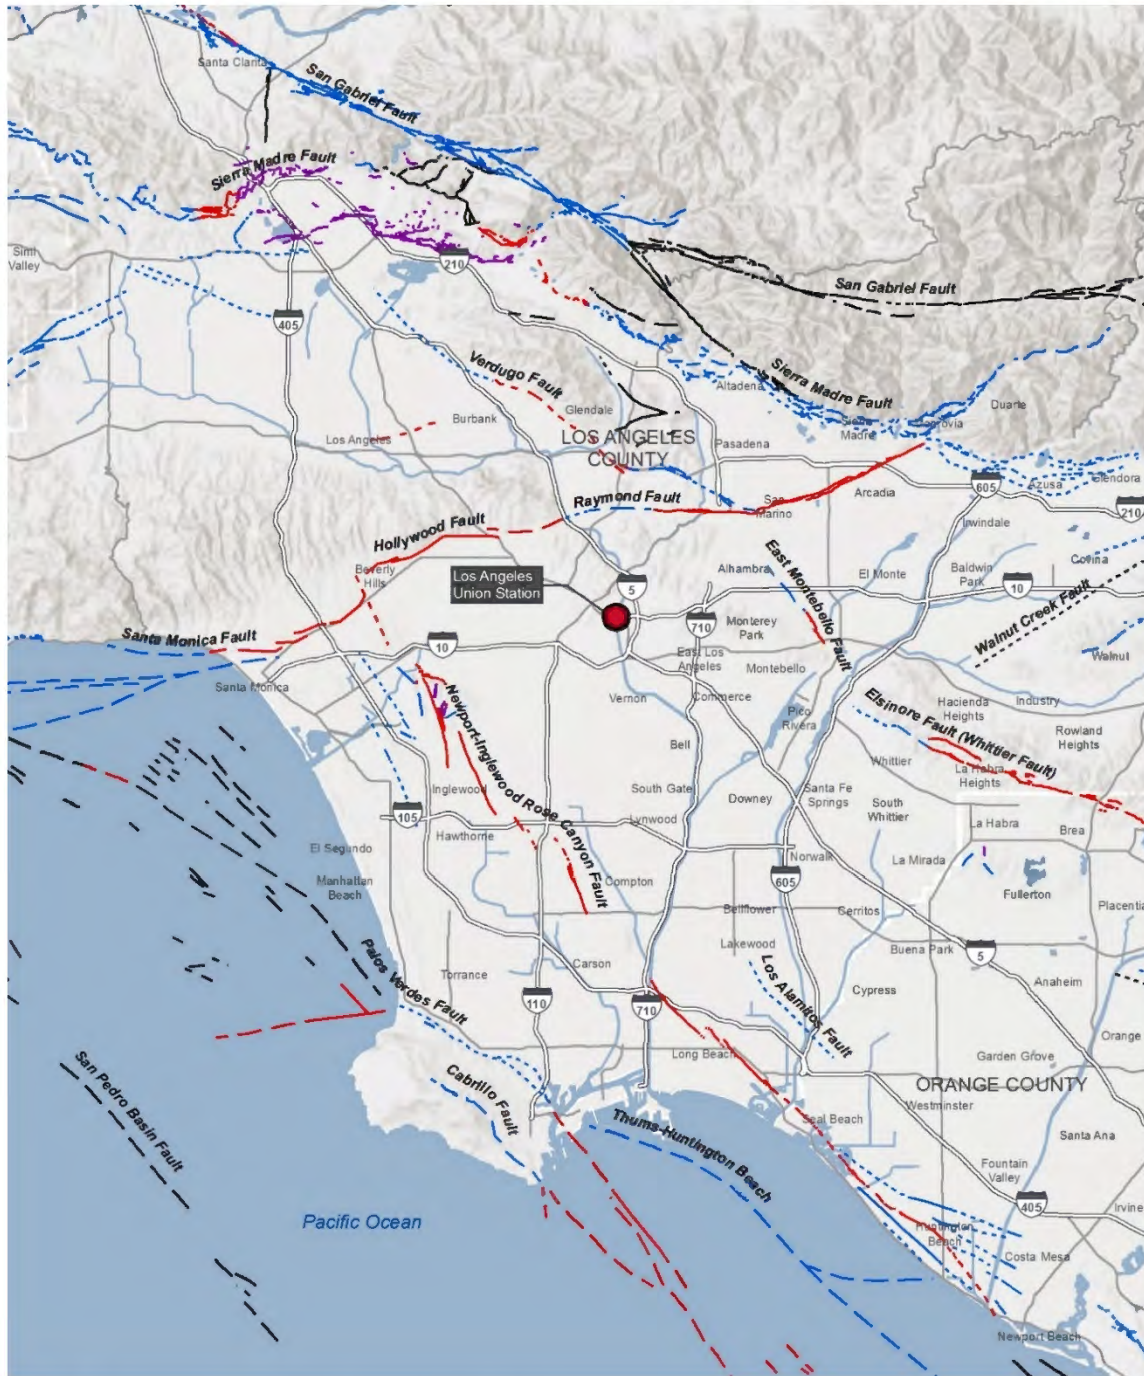 Santa Clarita
San Gabriel Fault
Sierra Madre Fault
Simi
Valley
210
San Gabriel Fault
405
Verdugo Fault
Sierra Madre Fault
Altadena
Duarte
Burbank
Glendale
Sierra
Madre
Monrovia
Los Angeles
LOS ANGELES
COUNTY
Pasadena
605
Azusa
Glendora
Raymond Fault
San
Marino
Arcadia
210
Irwindale
Hollywood Fault
Beverly
Hills
Los Angeles
Union Station
5
Alhambra
East Montebello Fault
El Monte
Baldwin
Park
Covina
10
Walnut Creek Fault
Santa Monica Fault
10
710
Monterey
Park
East Los
Angeles
Montebello
Walnut
Santa Monica
Vernon
Commerce
Newport-Inglewood Rose Canyon Fault
Pico
Rivera
Elsinore Fault (Whittier Fault)
Hacienda
Heights
Industry
Rowland
Heights
Bell
Whittier
La Habra
Heights
Inglewood
South Gate
Downey
Santa Fe
Springs
South
Whittier
105
Hawthorne
Lynwood
La Habra
Brea
El Segundo
Norwalk
La Mirada
Manhattan
Beach
Compton
605
Fullerton
Bellflower
Cerritos
Placentia
Lakewood
Buena Park
5
Palos Verdes Fault
Torrance
Carson
Los Alamitos Fault
Cypress
Anaheim
110
710
Orange
Long Beach
Garden Grove
San Pedro Basin Fault
Cabrillo Fault
ORANGE COUNTY
Thums-Huntington Beach
Seal Beach
Westminster
Santa Ana
Fountain
Valley
Pacific Ocean
405
Irvine
Huntington
Beach
Costa Mesa
Newport Beach